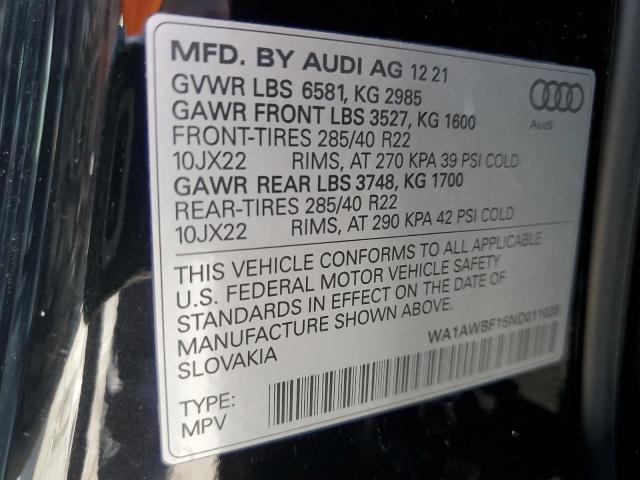 MFD. BY AUDI AG 12 21
GVWR LBS 6581, KG 2985
GAWR FRONT LBS 3527, KG 1600
FRONT-TIRES 285/40 R22
10JX22 RIMS, AT 270 KPA 39 PSI COLD
GAWR REAR LBS 3748, KG 1700
REAR-TIRES 285/40 R22
10JX22 RIMS, AT 290 KPA 42 PSI COLD
Audi
THIS VEHICLE CONFORMS TO ALL APPLICABLE
U.S. FEDERAL MOTOR VEHICLE SAFETY
STANDARDS IN EFFECT ON THE DATE OF
MANUFACTURE SHOWN ABOVE.
SLOVAKIA
WA1AWBF15ND011035
TYPE:
MPV